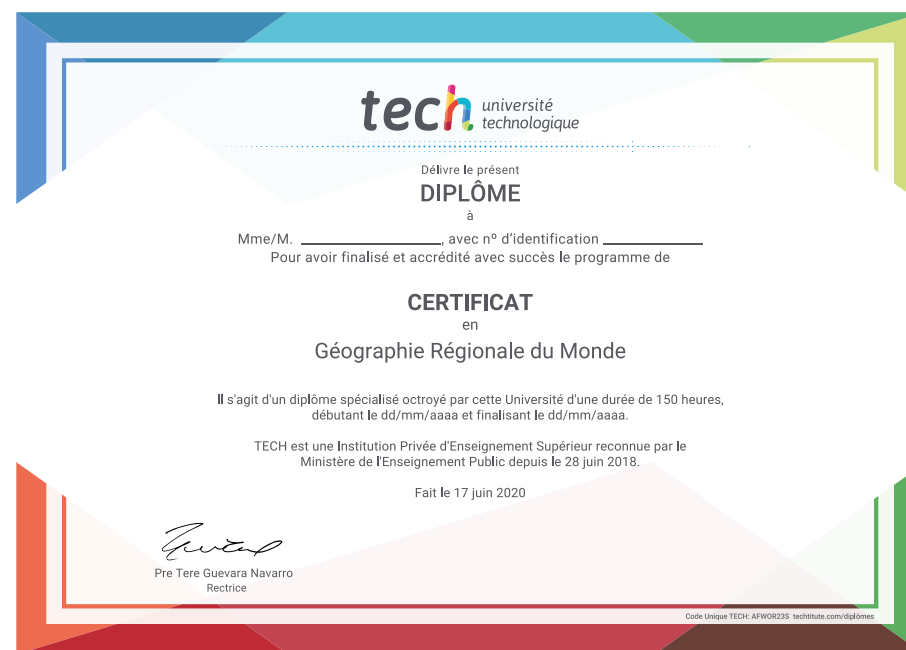 tech université
technologique
Délivre le présent
DIPLÔME
à
Mme/M. ____________________, avec nº d'identification ______________
Pour avoir finalisé et accrédité avec succès le programme de
CERTIFICAT
en
Géographie Régionale du Monde
Il s'agit d'un diplôme spécialisé octroyé par cette Université d'une durée de 150 heures,
débutant le dd/mm/aaaa et finalisant le dd/mm/aaaa.
TECH est une Institution Privée d'Enseignement Supérieur reconnue par le
Ministère de l'Enseignement Public depuis le 28 juin 2018.
Fait le 17 juin 2020
Pre Tere Guevara Navarro
Rectrice
Code Unique TECH: AFWOR23S techtitute.com/diplômes